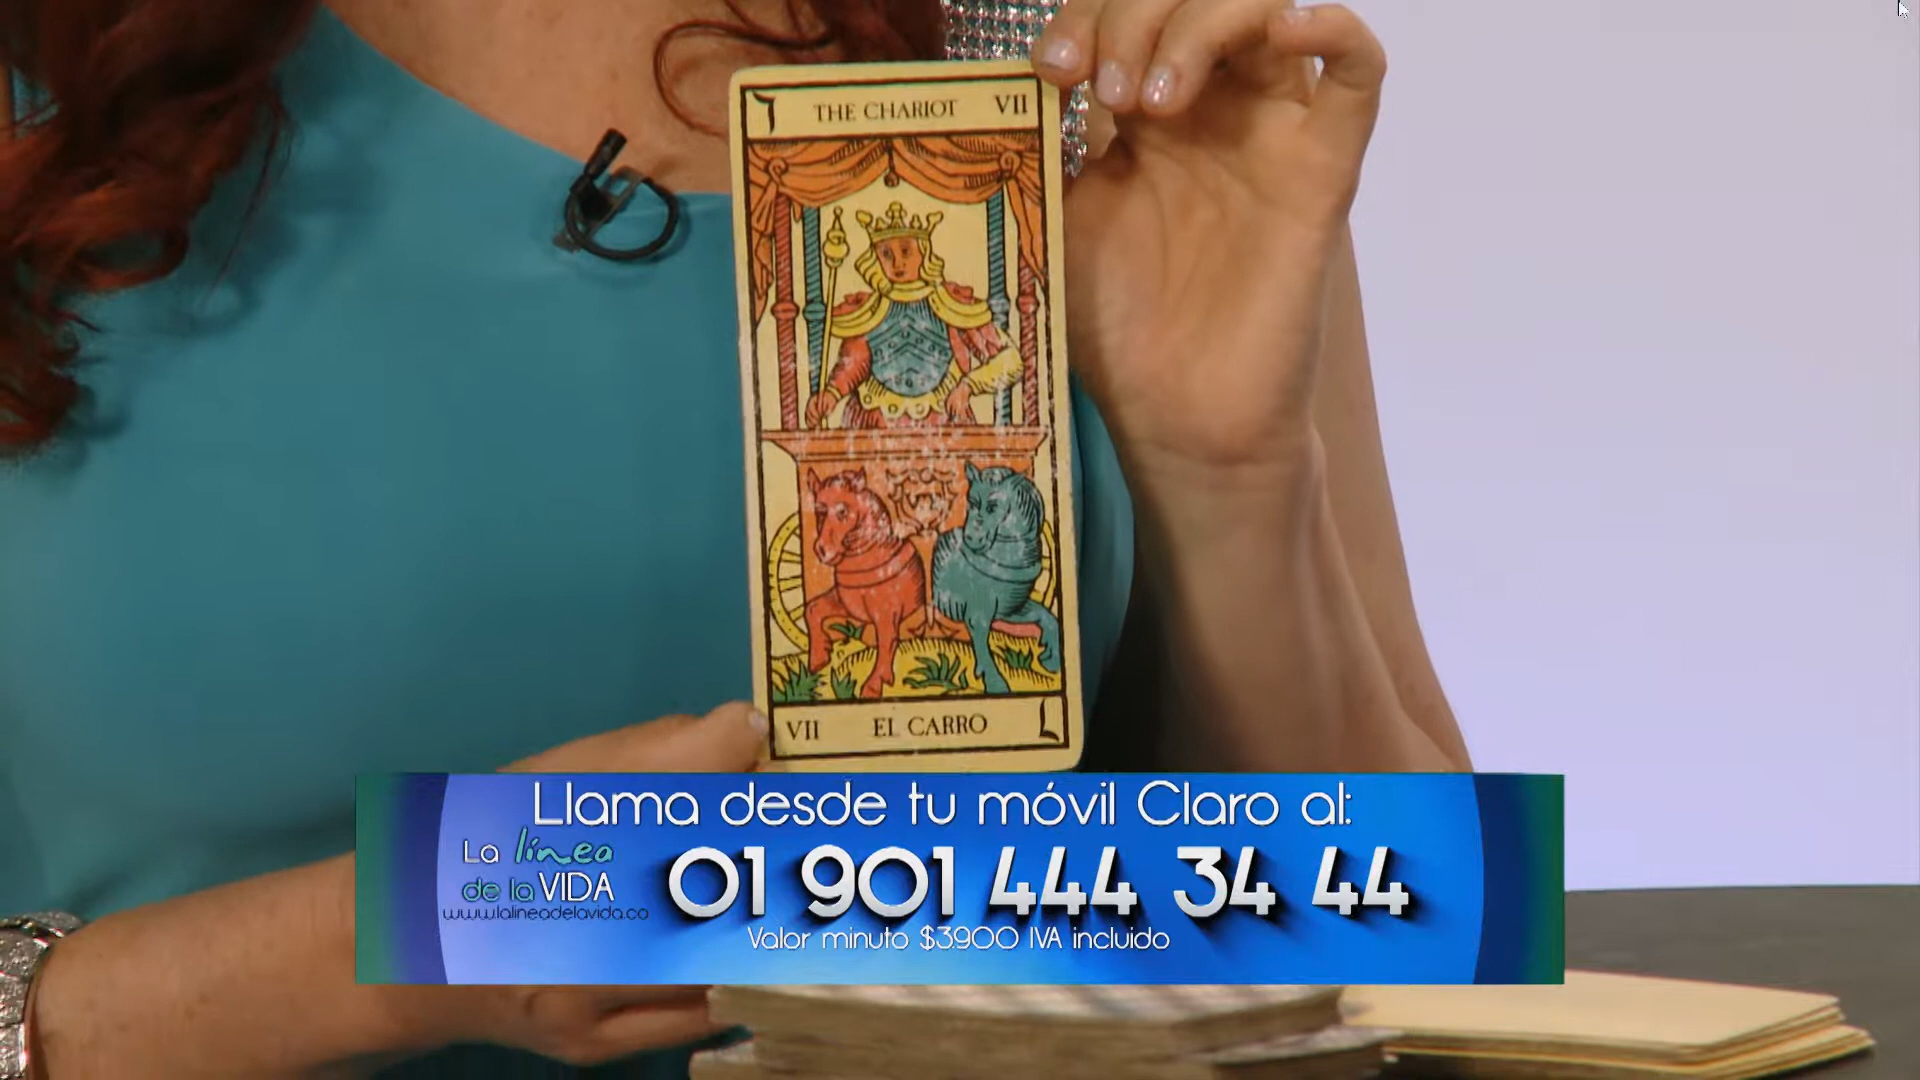 THE CHARIOT VII
VII EL CARRO
Llama desde tu móvil Claro al:
La línea
de la VIDA
www.lalineadelavida.co
01 901 444 34 44
Valor minuto $3.900 IVA incluido